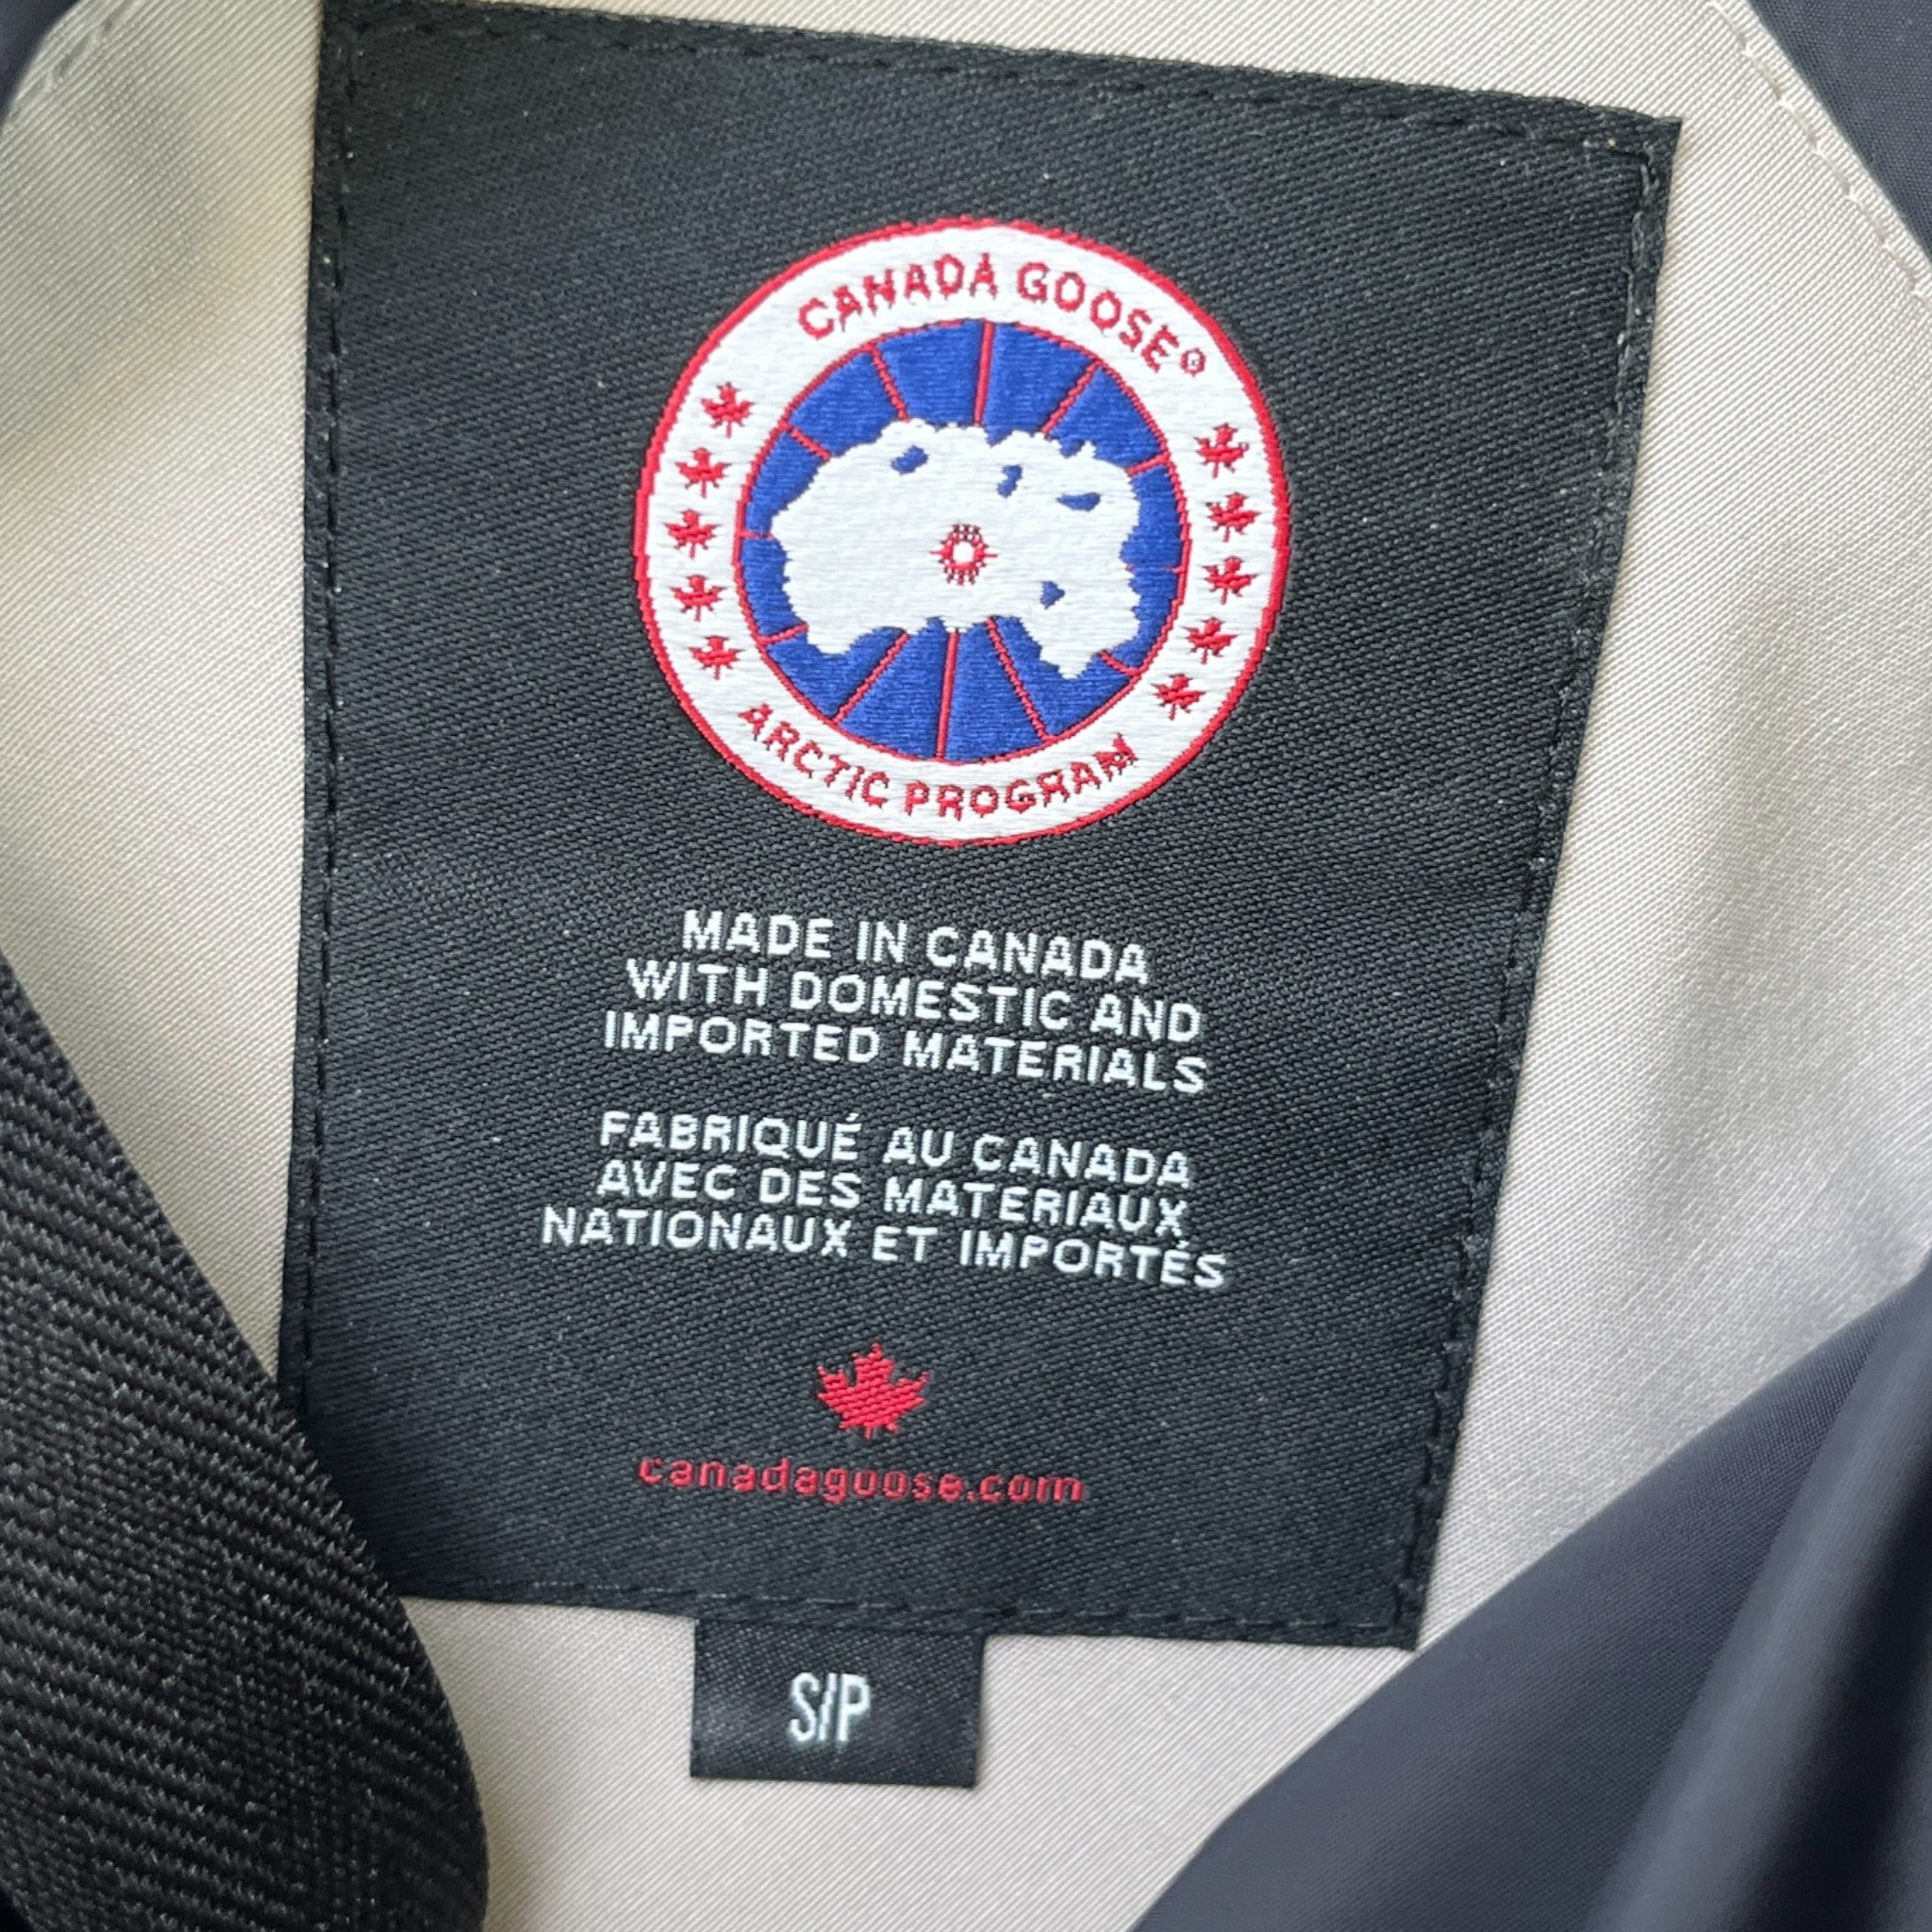 CANADA GOOSE®
ARCTIC PROGRAM
MADE IN CANADA
WITH DOMESTIC AND
IMPORTED MATERIALS
FABRIQUÉ AU CANADA
AVEC DES MATERIAUX
NATIONAUX ET IMPORTÉS
canadagoose.com
S/P